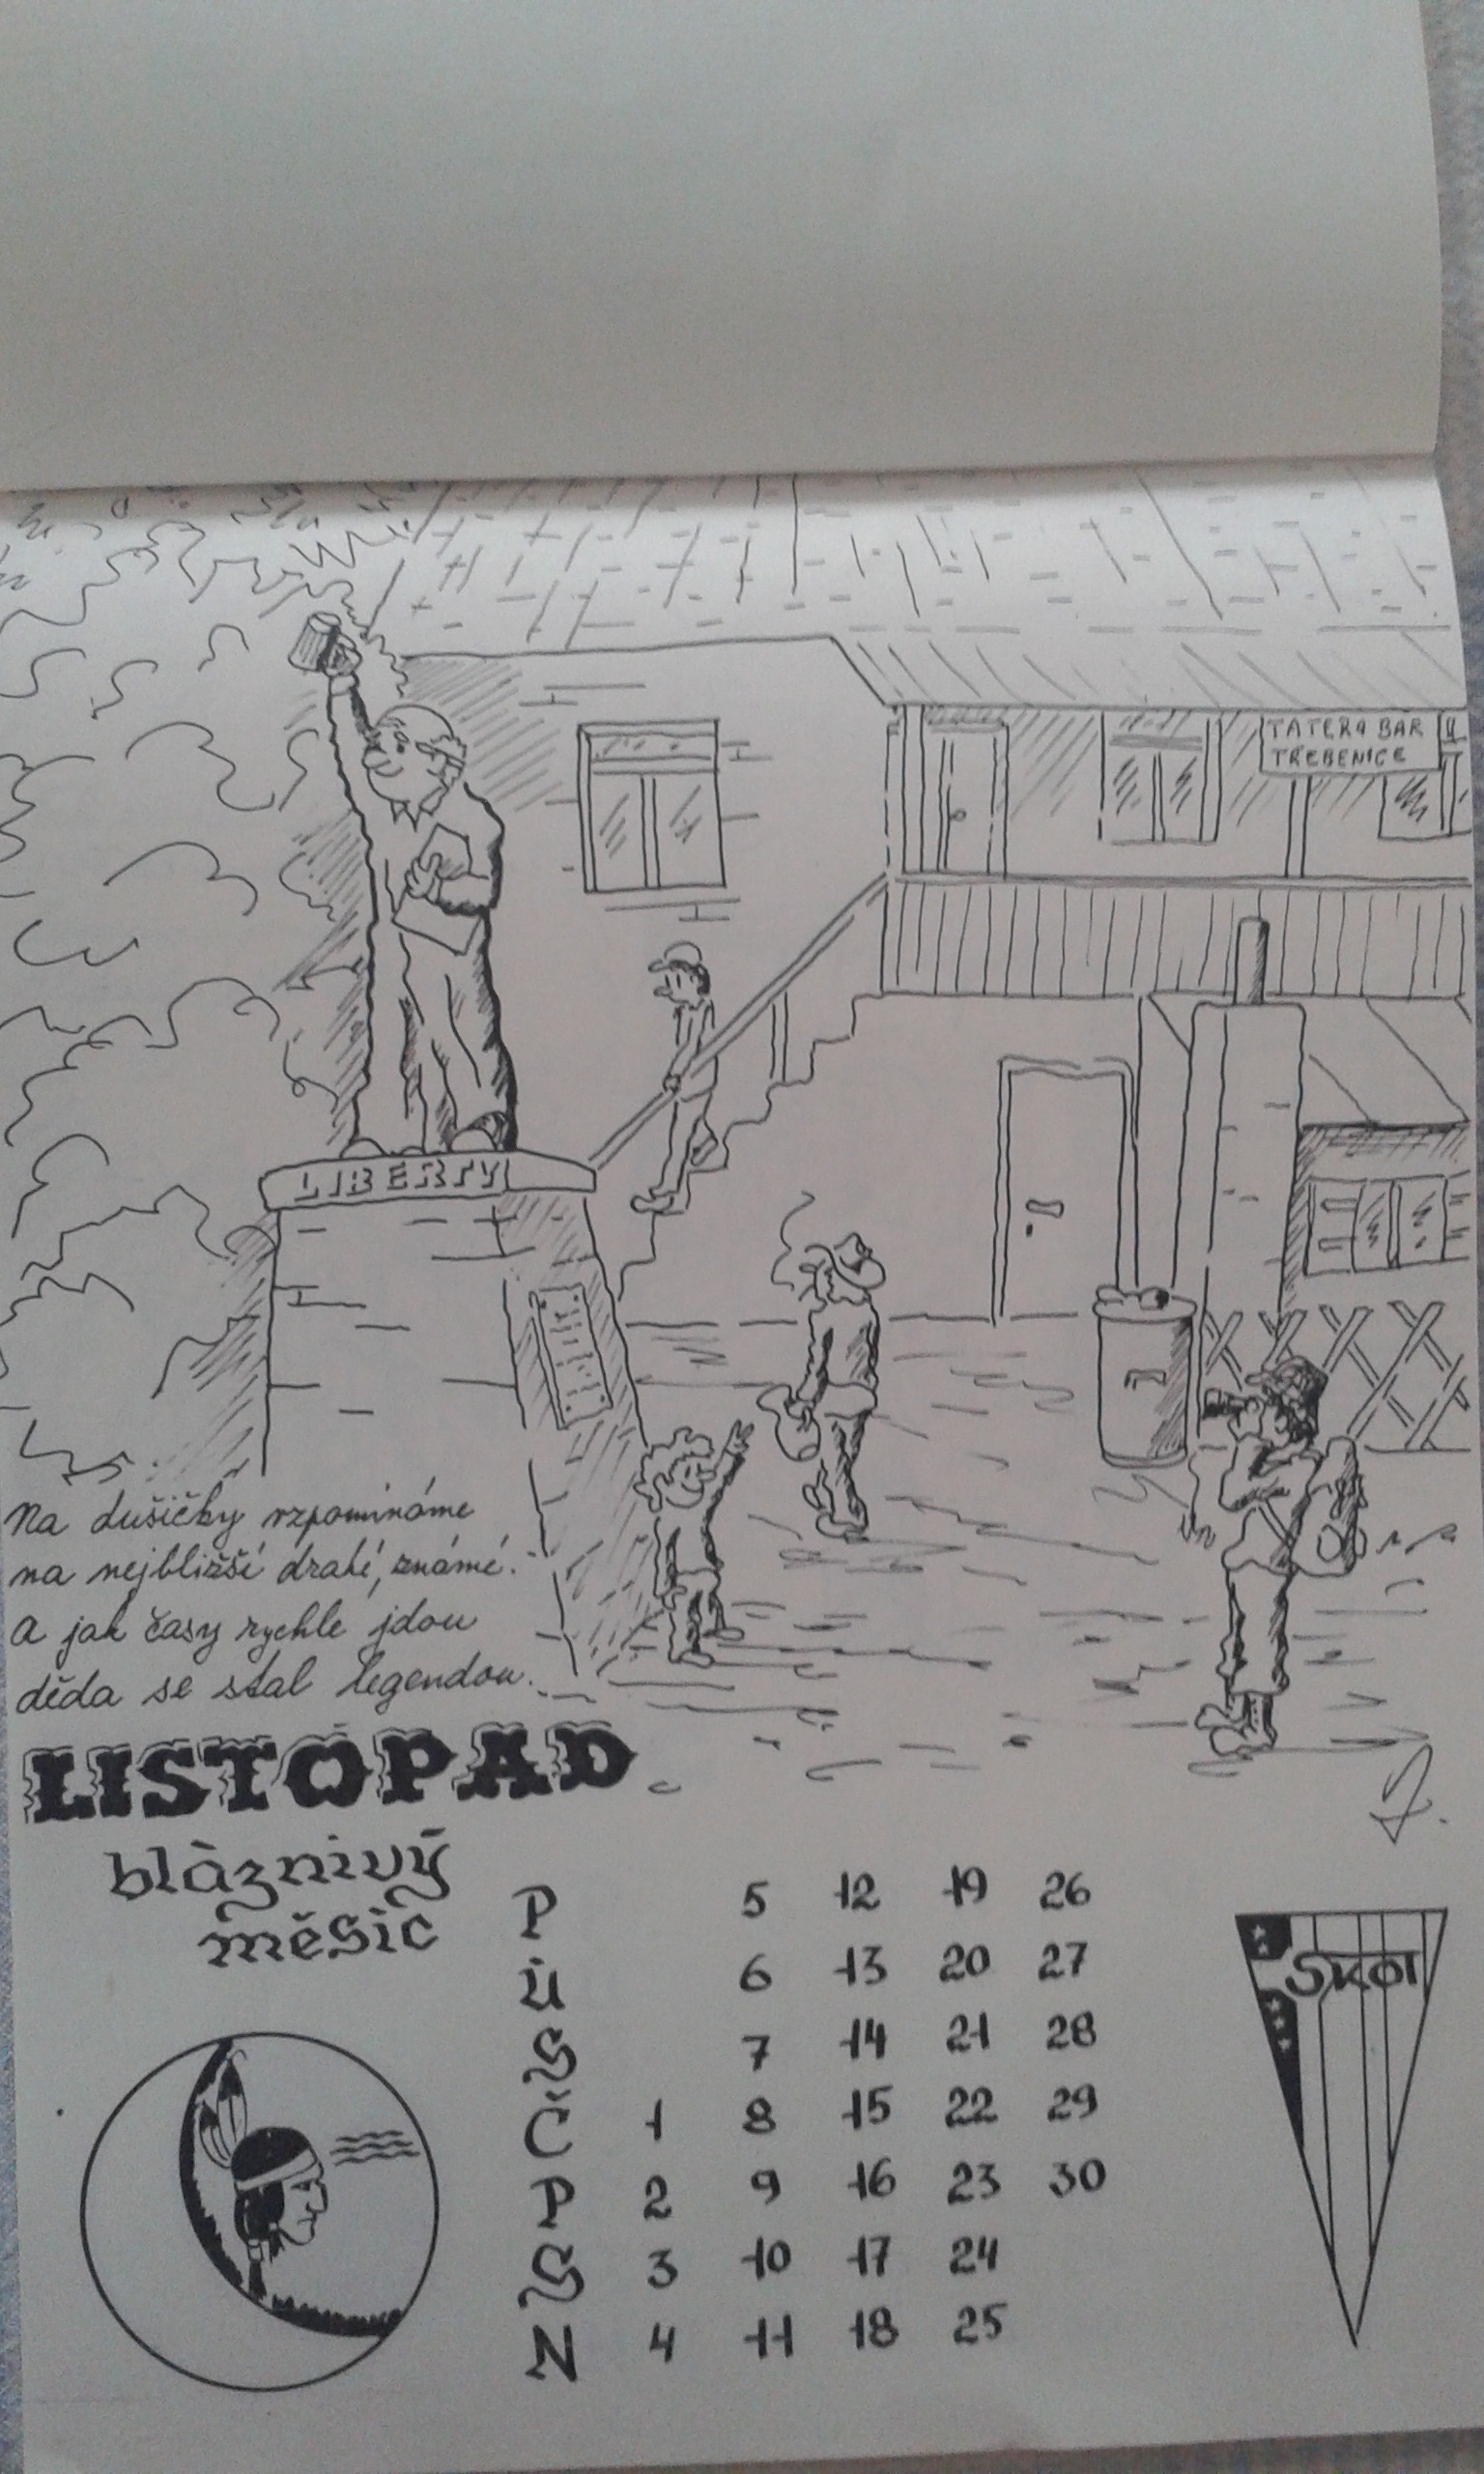 TATERA BAR
TŘEBENICE
LIBERTY
Na dušičky vzpomínáme
na nejbližší drahé, známé.
A jak časy rychle jdou
děda se stal legendou.
LISTOPAD
bláznivý
měsíc
P 5 12 19 26
Ú 6 13 20 27
S 7 14 21 28
Č 1 8 15 22 29
P 2 9 16 23 30
S 3 10 17 24
N 4 11 18 25
SKOT